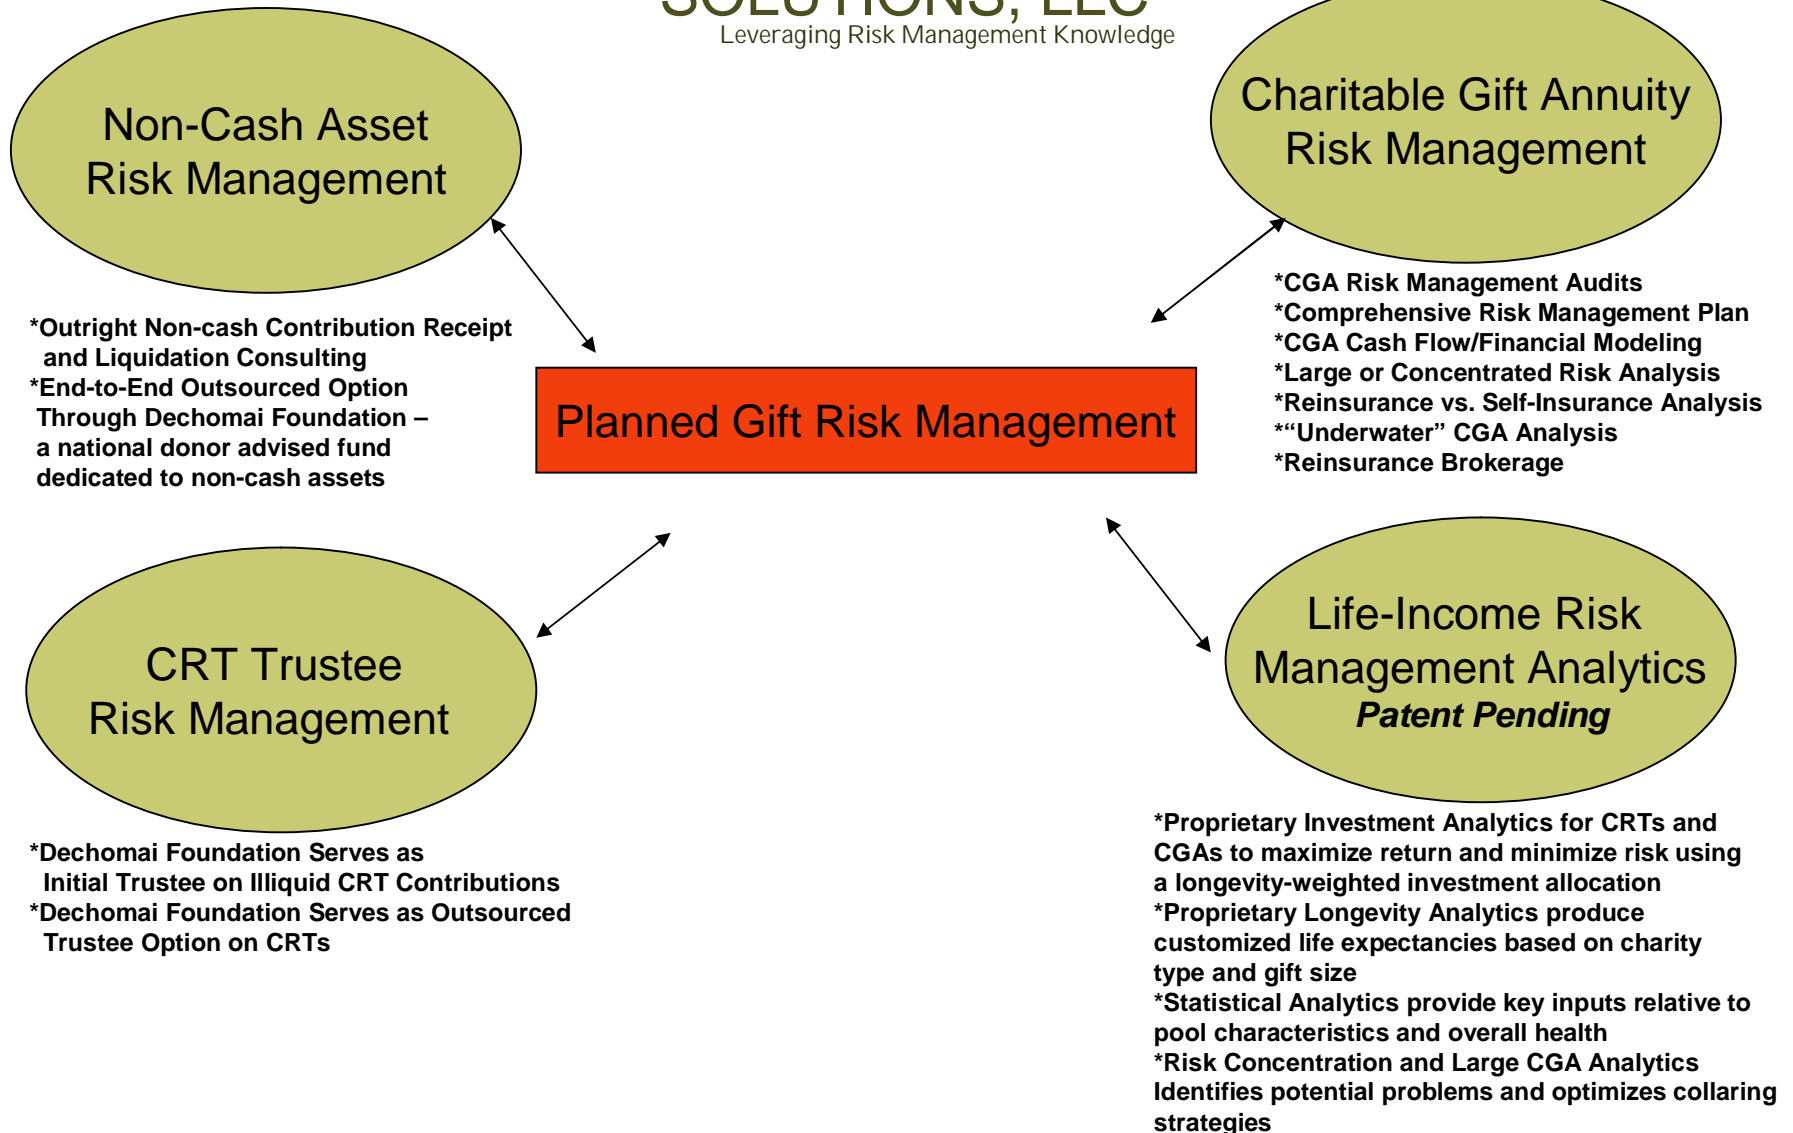 SOLUTIONS, LLC
Leveraging Risk Management Knowledge
Non-Cash Asset
Risk Management
Charitable Gift Annuity
Risk Management
*Outright Non-cash Contribution Receipt
and Liquidation Consulting
*End-to-End Outsourced Option
Through Dechomai Foundation –
a national donor advised fund
dedicated to non-cash assets
*CGA Risk Management Audits
*Comprehensive Risk Management Plan
*CGA Cash Flow/Financial Modeling
*Large or Concentrated Risk Analysis
*Reinsurance vs. Self-Insurance Analysis
*“Underwater” CGA Analysis
*Reinsurance Brokerage
Planned Gift Risk Management
CRT Trustee
Risk Management
Life-Income Risk
Management Analytics
Patent Pending
*Dechomai Foundation Serves as
Initial Trustee on Illiquid CRT Contributions
*Dechomai Foundation Serves as Outsourced
Trustee Option on CRTs
*Proprietary Investment Analytics for CRTs and
CGAs to maximize return and minimize risk using
a longevity-weighted investment allocation
*Proprietary Longevity Analytics produce
customized life expectancies based on charity
type and gift size
*Statistical Analytics provide key inputs relative to
pool characteristics and overall health
*Risk Concentration and Large CGA Analytics
Identifies potential problems and optimizes collaring
strategies